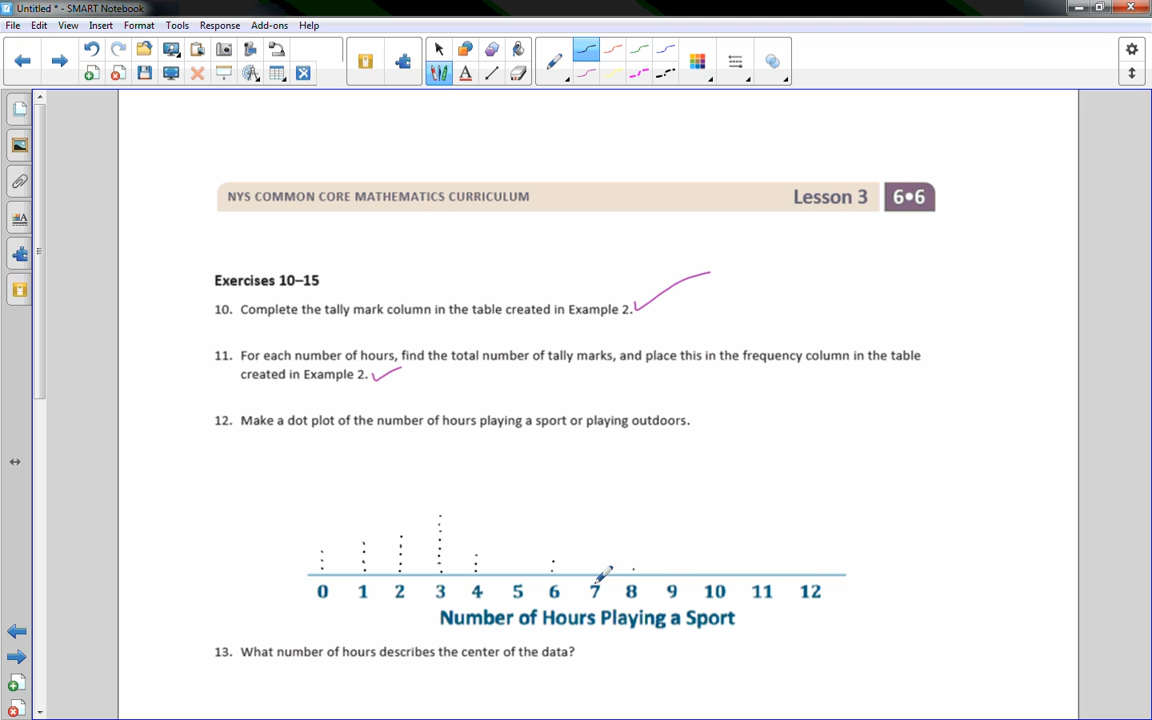 Untitled * - SMART Notebook
File Edit View Insert Format Tools Response Add-ons Help
NYS COMMON CORE MATHEMATICS CURRICULUM Lesson 3 6•6
Exercises 10–15
10. Complete the tally mark column in the table created in Example 2.
11. For each number of hours, find the total number of tally marks, and place this in the frequency column in the table
created in Example 2.
12. Make a dot plot of the number of hours playing a sport or playing outdoors.
0 1 2 3 4 5 6 7 8 9 10 11 12
Number of Hours Playing a Sport
13. What number of hours describes the center of the data?